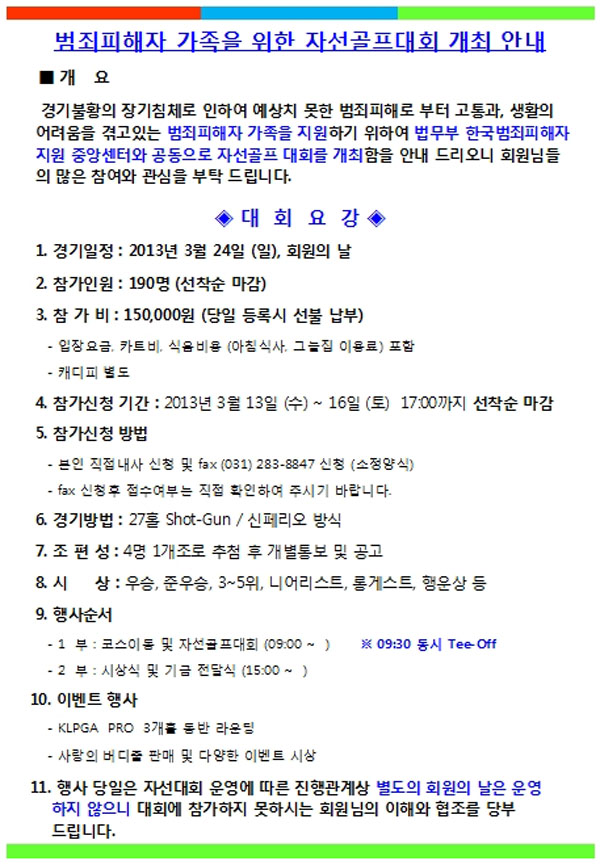 범죄피해자 가족을 위한 자선골프대회 개최 안내
■ 개 요
경기불황의 장기침체로 인하여 예상치 못한 범죄피해로 부터 고통과, 생활의
어려움을 겪고있는 범죄피해자 가족을 지원하기 위하여 법무부 한국범죄피해자
지원 중앙센터와 공동으로 자선골프 대회를 개최함을 안내 드리오니 회원님들
의 많은 참여와 관심을 부탁 드립니다.
◈ 대 회 요 강 ◈
1. 경기일정 : 2013년 3월 24일 (일), 회원의 날
2. 참가인원 : 190명 (선착순 마감)
3. 참 가 비 : 150,000원 (당일 등록시 선불 납부)
- 입장요금, 카트비, 식음비용 (아침식사, 그늘집 이용료) 포함
- 캐디피 별도
4. 참가신청 기간 : 2013년 3월 13일 (수) ~ 16일 (토) 17:00까지 선착순 마감
5. 참가신청 방법
- 본인 직접내사 신청 및 fax (031) 283-8847 신청 (소정양식)
- fax 신청후 접수여부는 직접 확인하여 주시기 바랍니다.
6. 경기방법 : 27홀 Shot-Gun / 신페리오 방식
7. 조 편 성 : 4명 1개조로 추첨 후 개별통보 및 공고
8. 시 상 : 우승, 준우승, 3~5위, 니어리스트, 롱게스트, 행운상 등
9. 행사순서
- 1 부 : 코스이동 및 자선골프대회 (09:00 ~ ) ※ 09:30 동시 Tee-Off
- 2 부 : 시상식 및 기금 전달식 (15:00 ~ )
10. 이벤트 행사
- KLPGA PRO 3개홀 동반 라운딩
- 사랑의 버디줄 판매 및 다양한 이벤트 시상
11. 행사 당일은 자선대회 운영에 따른 진행관계상 별도의 회원의 날은 운영
하지 않으니 대회에 참가하지 못하시는 회원님의 이해와 협조를 당부
드립니다.